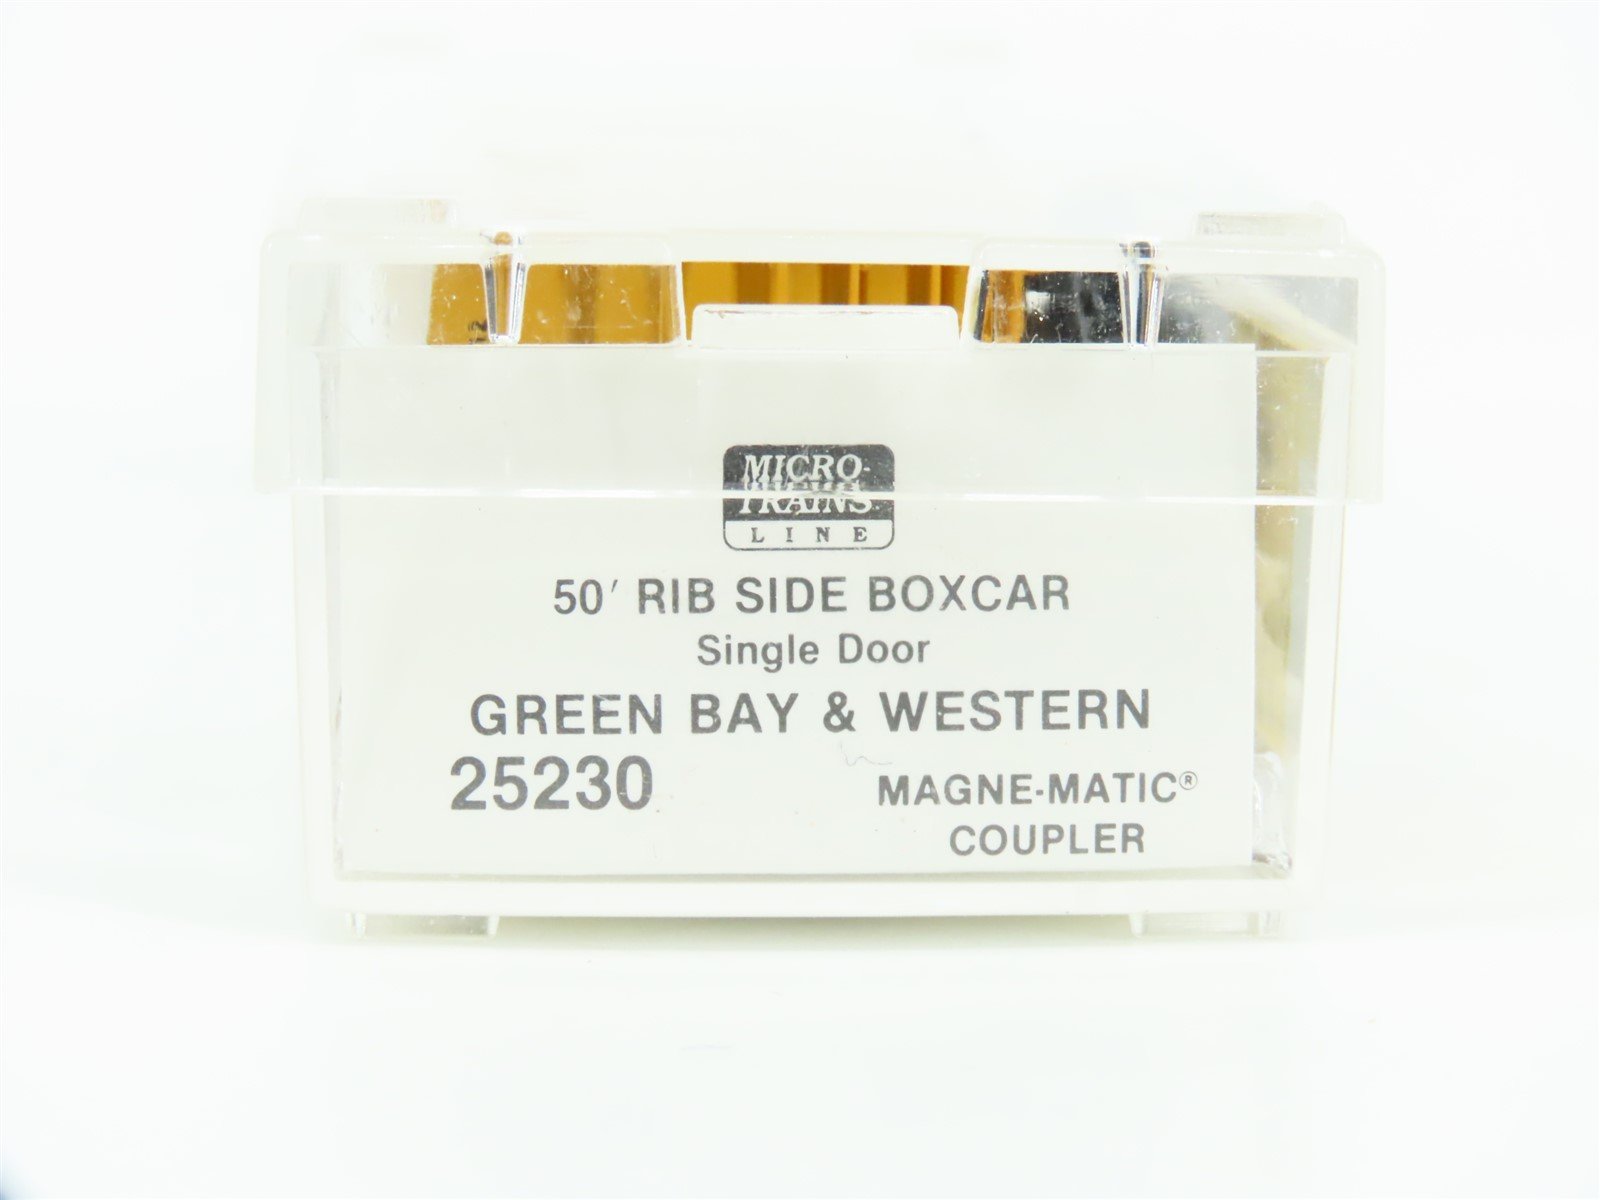 MICRO-
TRAINS
LINE
50' RIB SIDE BOXCAR
Single Door
GREEN BAY & WESTERN
25230
MAGNE-MATIC®
COUPLER